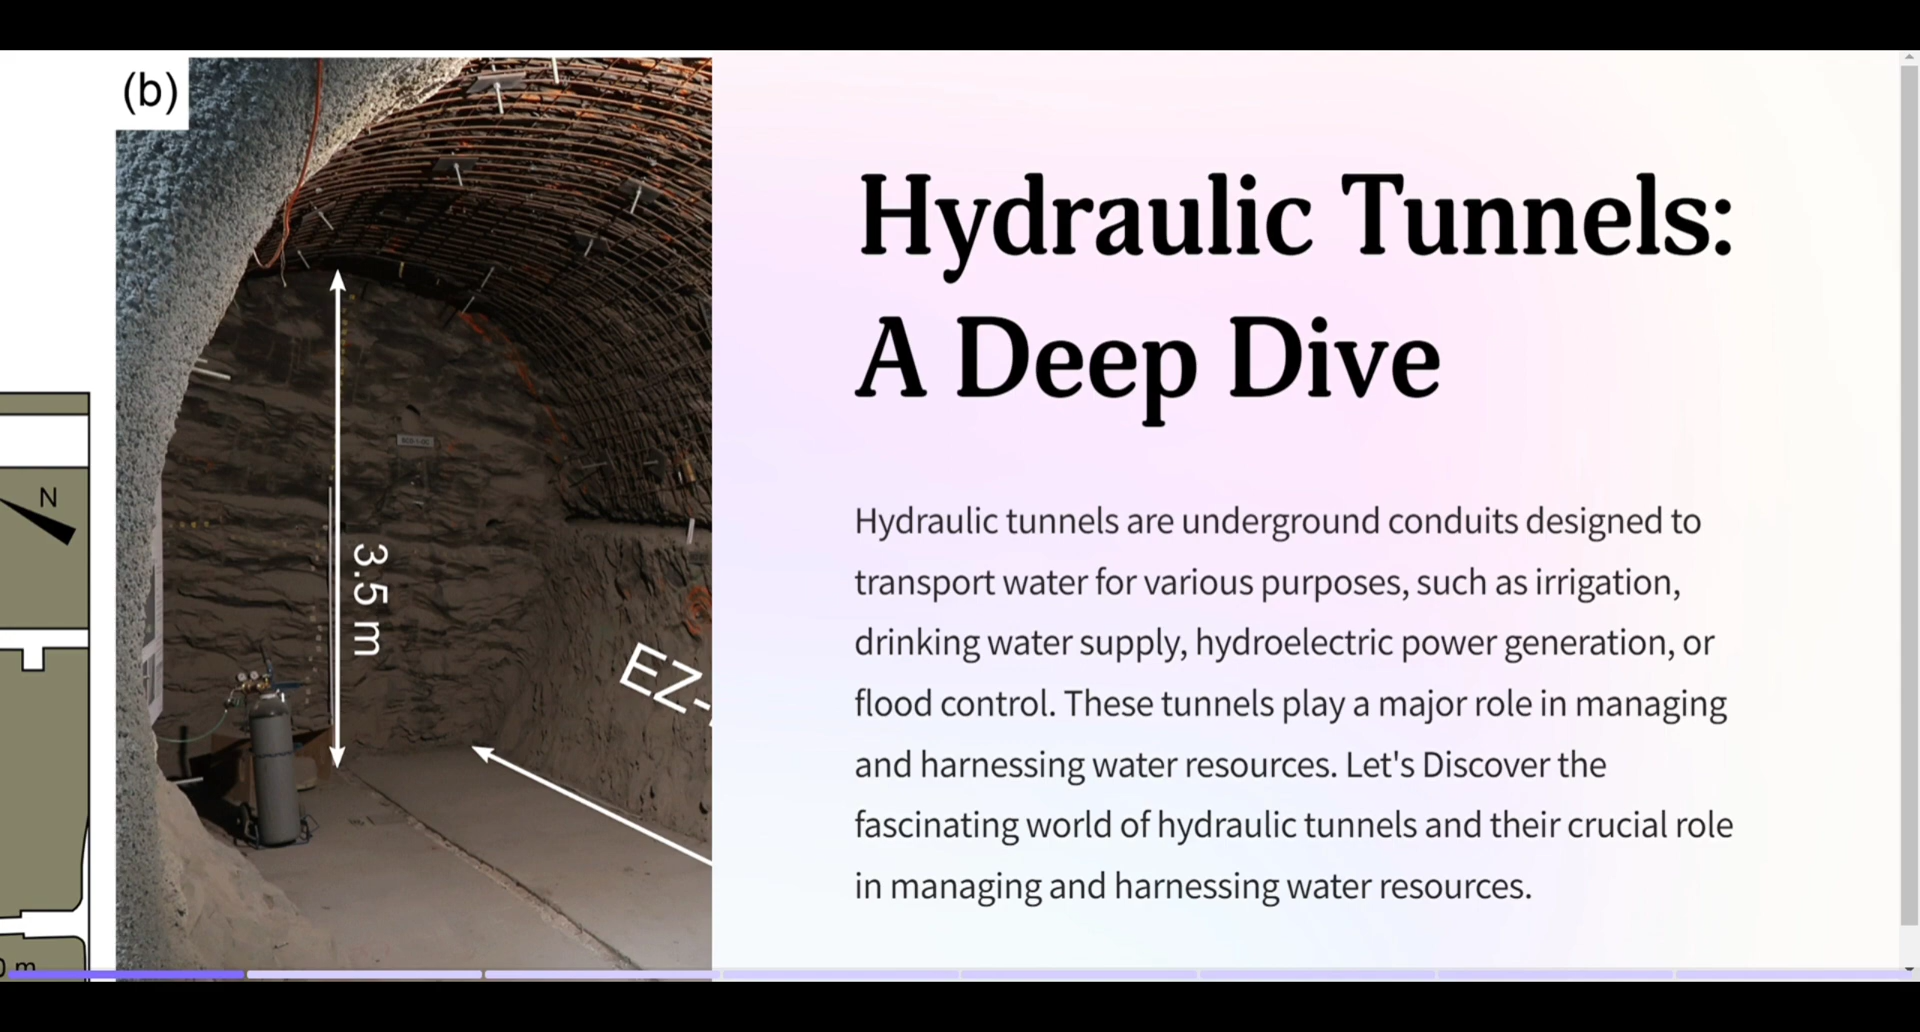 (b)
N
3.5 m
EZ-
0 m
Hydraulic Tunnels:
A Deep Dive
Hydraulic tunnels are underground conduits designed to
transport water for various purposes, such as irrigation,
drinking water supply, hydroelectric power generation, or
flood control. These tunnels play a major role in managing
and harnessing water resources. Let's Discover the
fascinating world of hydraulic tunnels and their crucial role
in managing and harnessing water resources.